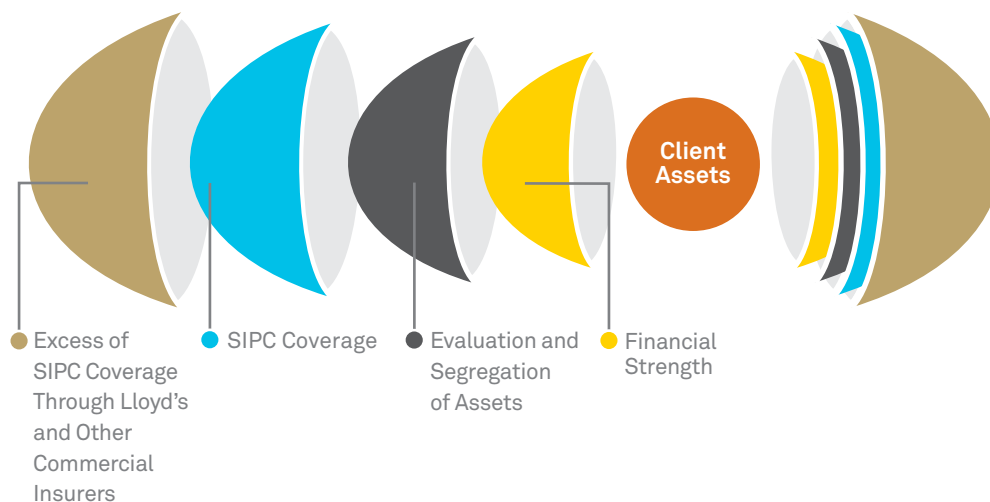 Client
Assets
Excess of
SIPC Coverage
Through Lloyd’s
and Other
Commercial
Insurers
SIPC Coverage
Evaluation and
Segregation
of Assets
Financial
Strength